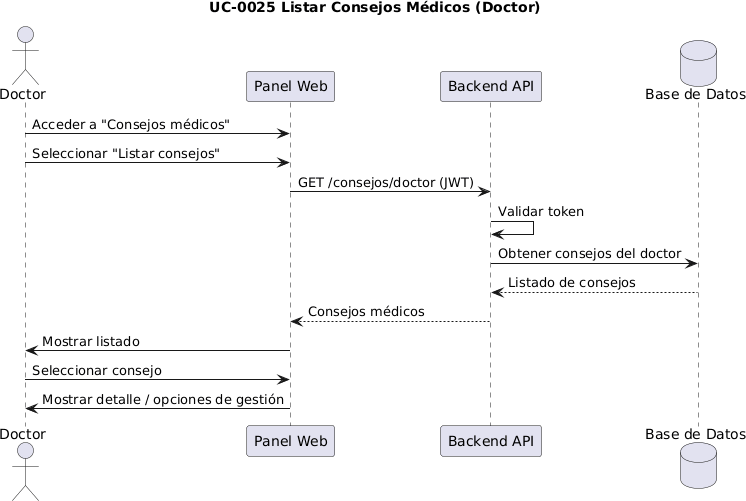 UC-0025 Listar Consejos Médicos (Doctor)
Doctor
Panel Web
Backend API
Base de Datos
Acceder a "Consejos médicos"
Seleccionar "Listar consejos"
GET /consejos/doctor (JWT)
Validar token
Obtener consejos del doctor
Listado de consejos
Consejos médicos
Mostrar listado
Seleccionar consejo
Mostrar detalle / opciones de gestión
Doctor
Panel Web
Backend API
Base de Datos